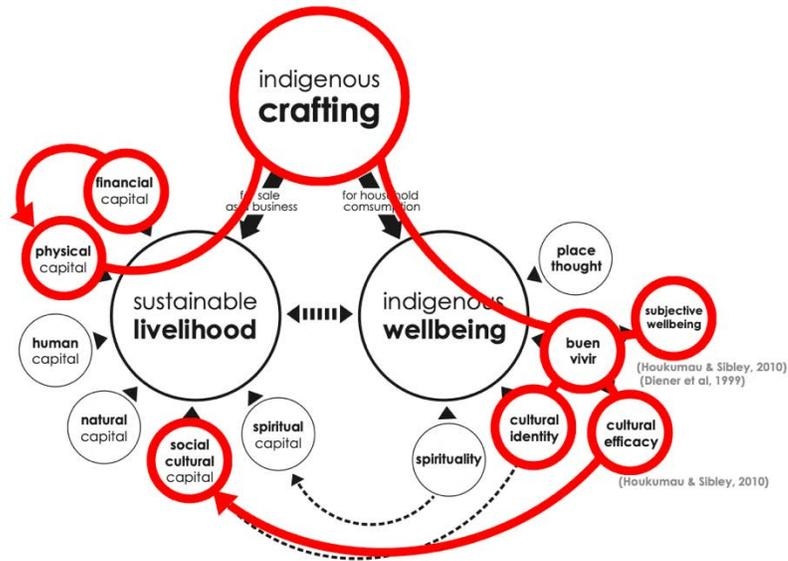 indigenous
crafting
financial
capital
for sale
as a business
for household
comsumption
physical
capital
place
thought
sustainable
livelihood
indigenous
wellbeing
subjective
wellbeing
buen
vivir
human
capital
(Houkumau & Sibley, 2010)
(Diener et al, 1999)
natural
capital
social
cultural
capital
spiritual
capital
spirituality
cultural
identity
cultural
efficacy
(Houkumau & Sibley, 2010)